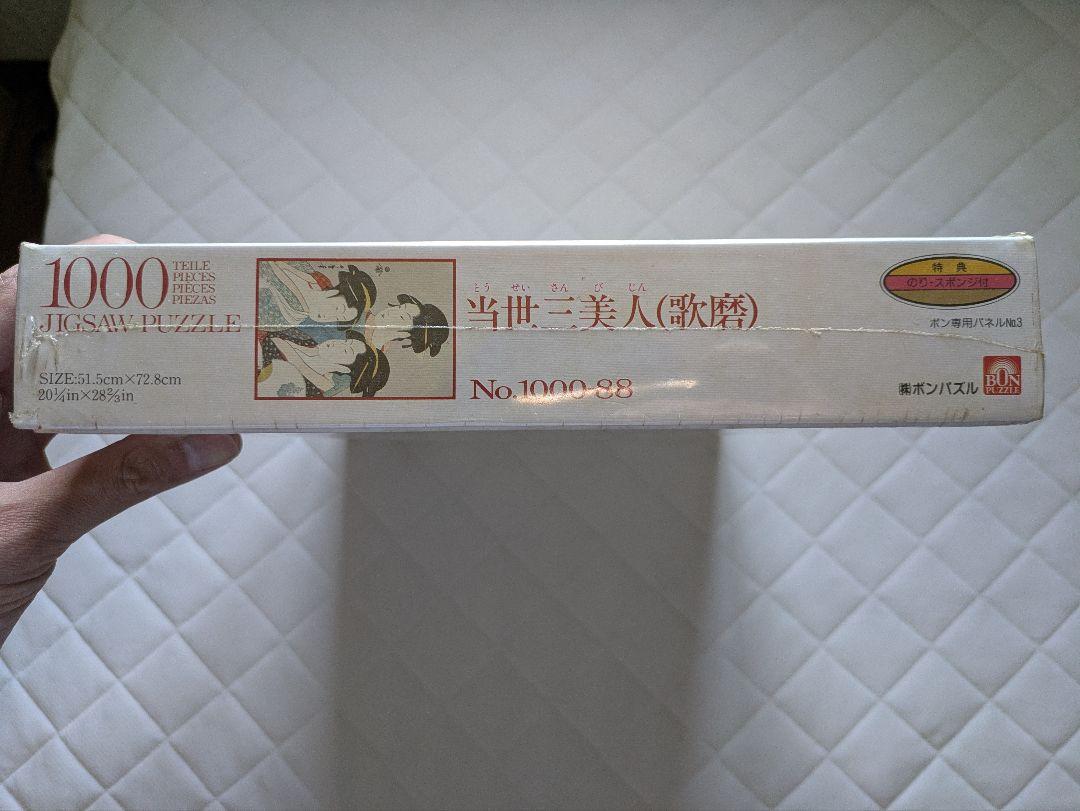 1000 TEILE
PIECES
PIÈCES
PIEZAS
JIGSAW PUZZLE
SIZE:51.5cm×72.8cm
20¼in×28⅔in
とうせいさんびじん
当世三美人(歌麿)
No.1000-88
特典
のり・スポンジ付
ボン専用パネルNo.3
㈱ボンパズル
BON
PUZZLE